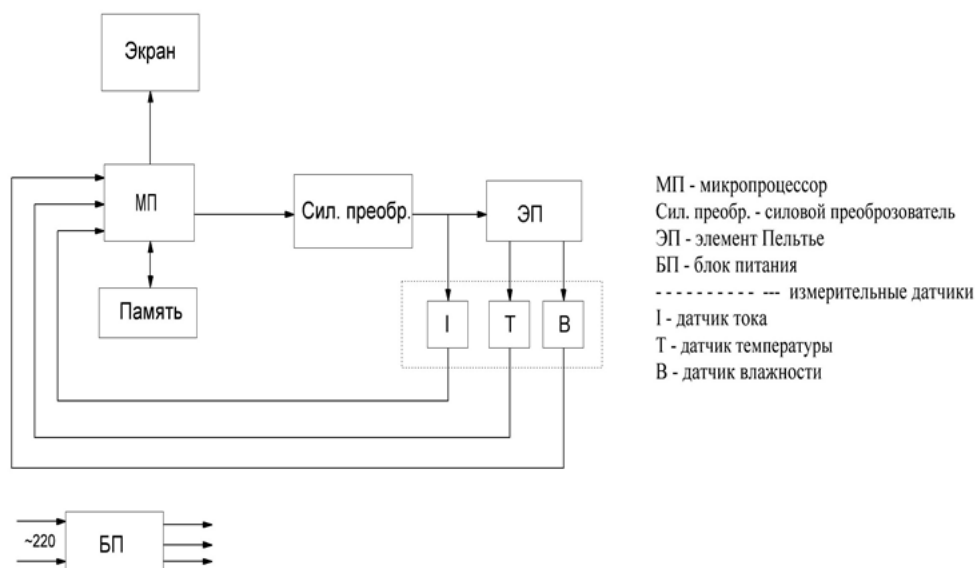 Экран
МП
Сил. преобр.
ЭП
Память
I
T
В
~220
БП
МП - микропроцессор
Сил. преобр. - силовой преоброзователь
ЭП - элемент Пельтье
БП - блок питания
- - - - - - - - - - --- измерительные датчики
I - датчик тока
T - датчик температуры
В - датчик влажности